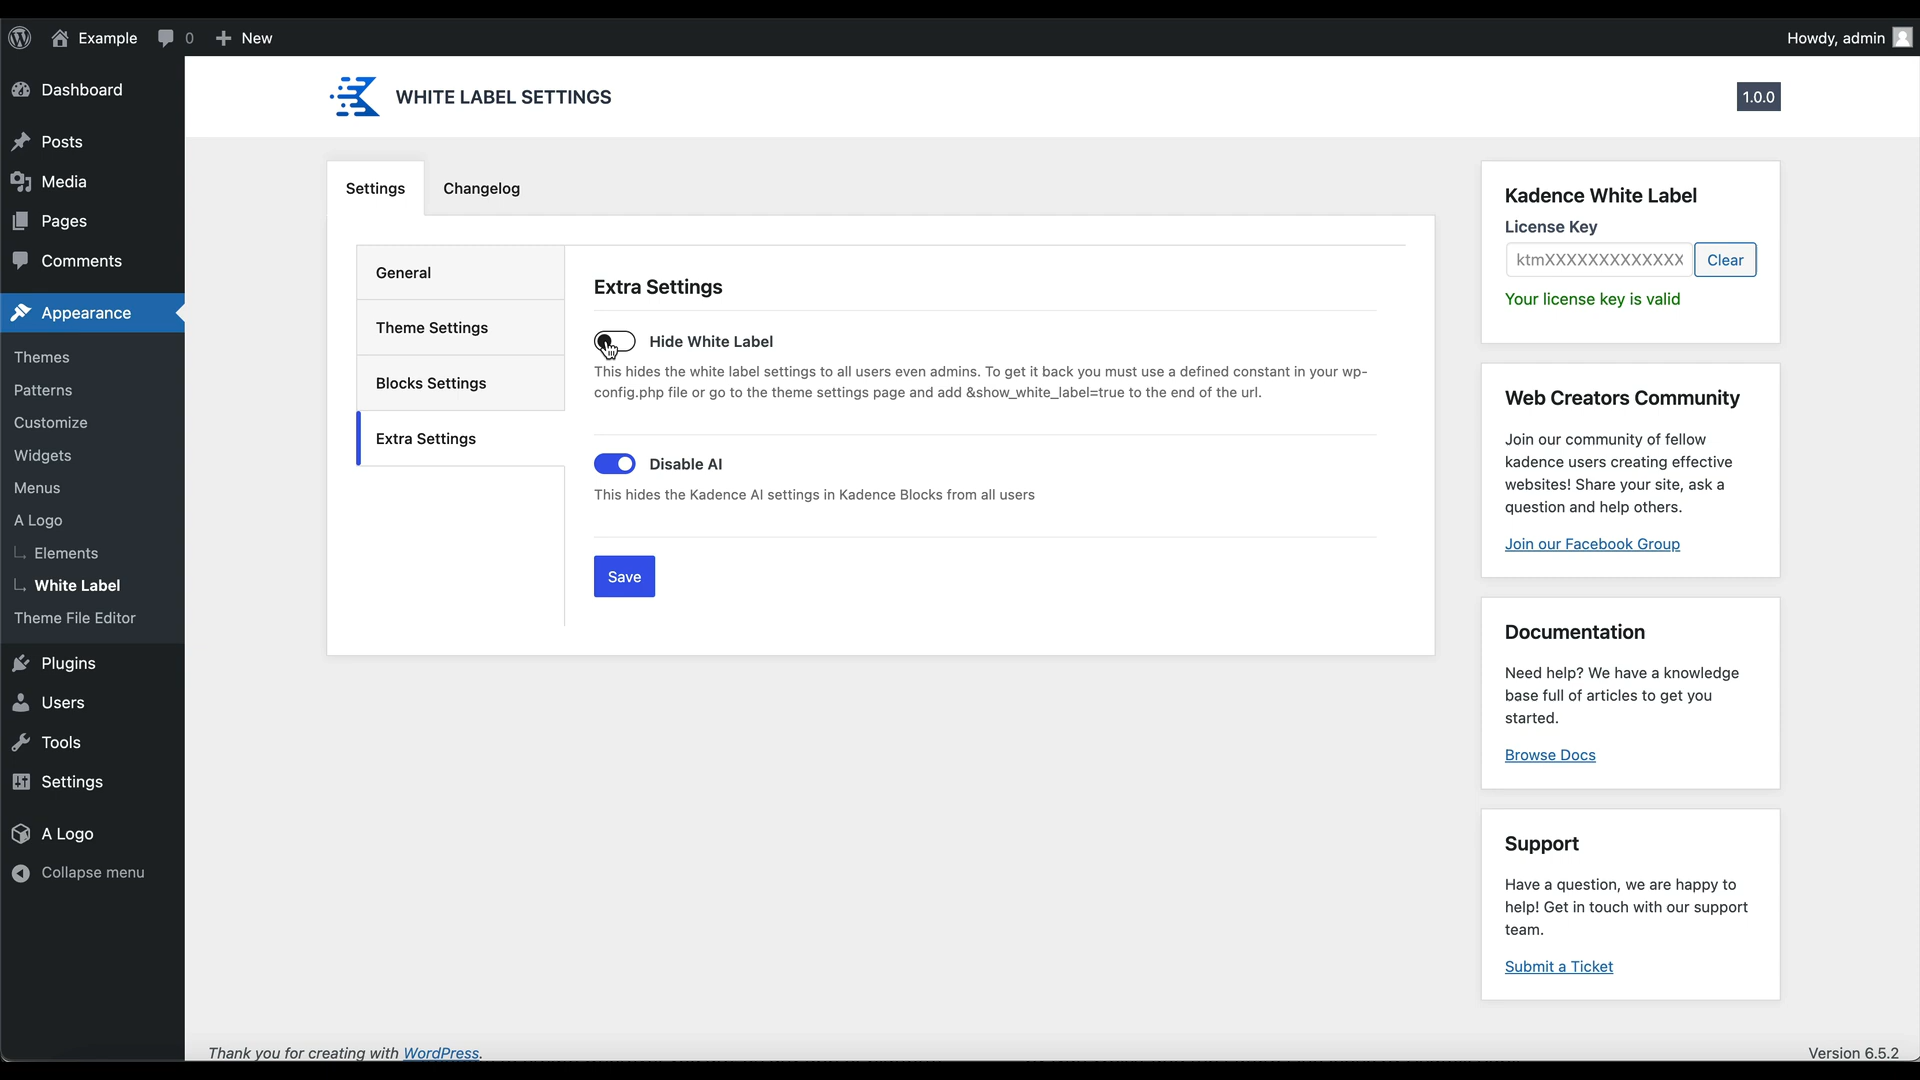 Example
0
New
Howdy, admin
Dashboard
Posts
Media
Pages
Comments
Appearance
Themes
Patterns
Customize
Widgets
Menus
A Logo
Elements
White Label
Theme File Editor
Plugins
Users
Tools
Settings
A Logo
Collapse menu
WHITE LABEL SETTINGS
1.0.0
Settings
Changelog
General
Theme Settings
Blocks Settings
Extra Settings
Extra Settings
Hide White Label
This hides the white label settings to all users even admins. To get it back you must use a defined constant in your wp-
config.php file or go to the theme settings page and add &show_white_label=true to the end of the url.
Disable AI
This hides the Kadence AI settings in Kadence Blocks from all users
Save
Kadence White Label
License Key
ktmXXXXXXXXXXXXX
Clear
Your license key is valid
Web Creators Community
Join our community of fellow
kadence users creating effective
websites! Share your site, ask a
question and help others.
Join our Facebook Group
Documentation
Need help? We have a knowledge
base full of articles to get you
started.
Browse Docs
Support
Have a question, we are happy to
help! Get in touch with our support
team.
Submit a Ticket
Thank you for creating with WordPress.
Version 6.5.2